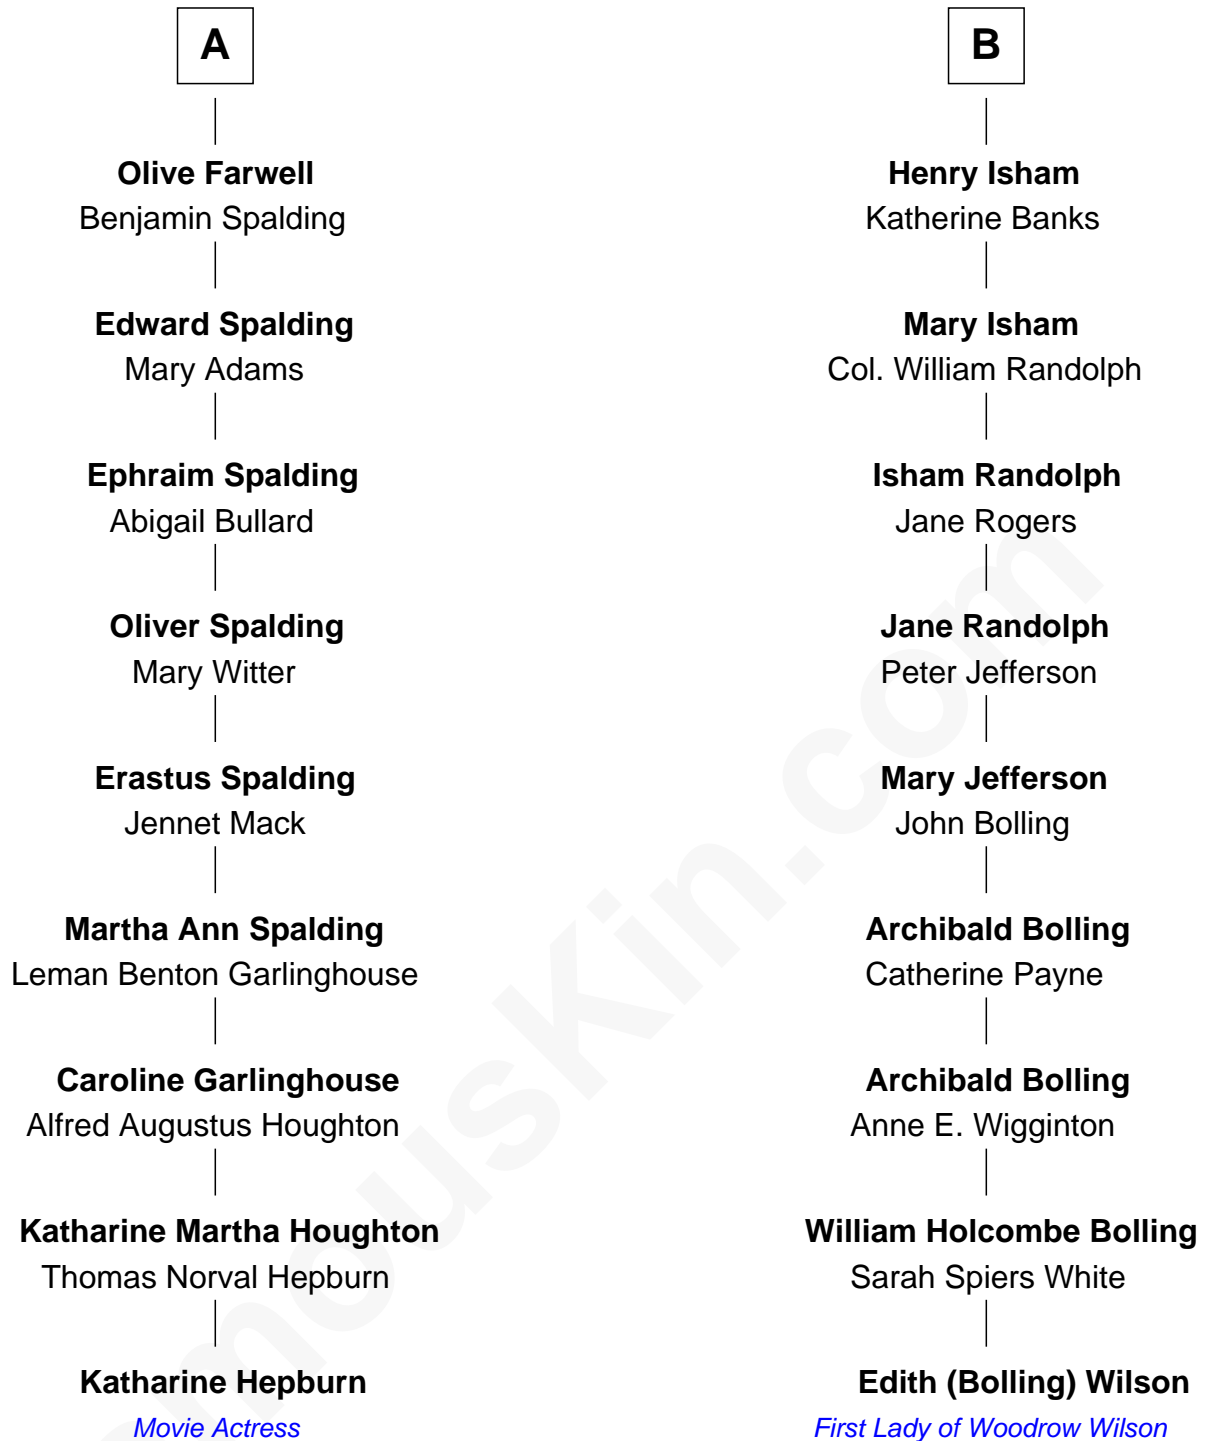 A
Olive Farwell
Benjamin Spalding
Edward Spalding
Mary Adams
Ephraim Spalding
Abigail Bullard
Oliver Spalding
Mary Witter
Erastus Spalding
Jennet Mack
Martha Ann Spalding
Leman Benton Garlinghouse
Caroline Garlinghouse
Alfred Augustus Houghton
Katharine Martha Houghton
Thomas Norval Hepburn
Katharine Hepburn
Movie Actress
B
Henry Isham
Katherine Banks
Mary Isham
Col. William Randolph
Isham Randolph
Jane Rogers
Jane Randolph
Peter Jefferson
Mary Jefferson
John Bolling
Archibald Bolling
Catherine Payne
Archibald Bolling
Anne E. Wigginton
William Holcombe Bolling
Sarah Spiers White
Edith (Bolling) Wilson
First Lady of Woodrow Wilson
amousKin.com